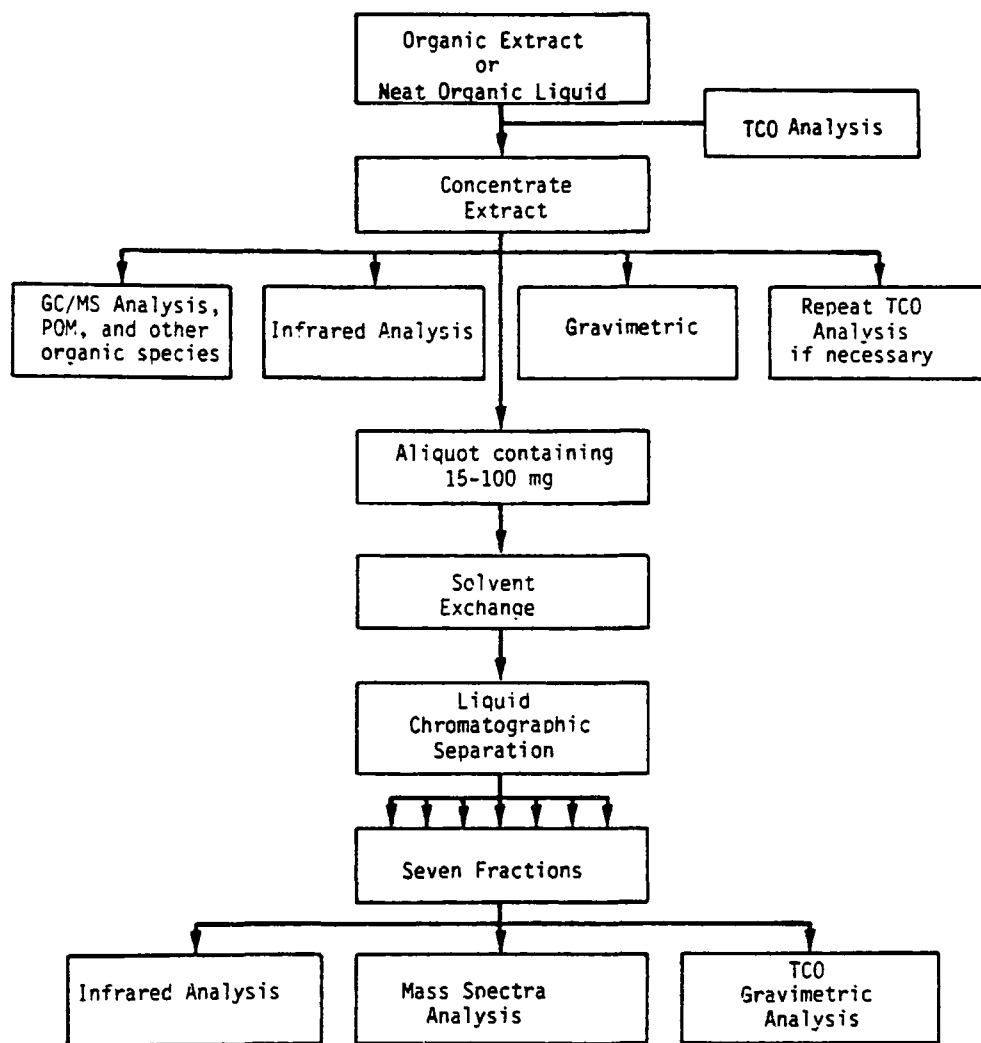 Organic Extract
or
Neat Organic Liquid
TCO Analysis
Concentrate
Extract
GC/MS Analysis,
POM, and other
organic species
Infrared Analysis
Gravimetric
Repeat TCO
Analysis
if necessary
Aliquot containing
15-100 mg
Solvent
Exchange
Liquid
Chromatographic
Separation
Seven Fractions
Infrared Analysis
Mass Spectra
Analysis
TCO
Gravimetric
Analysis